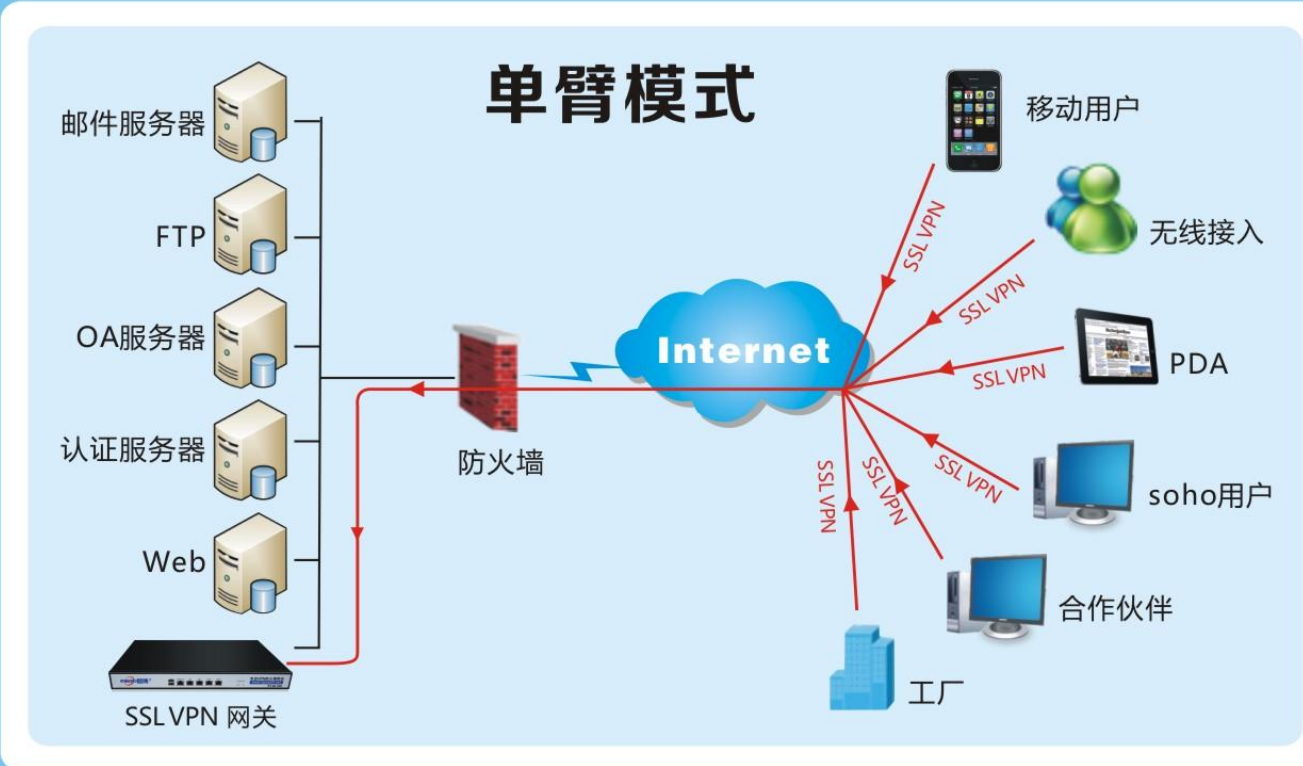 单臂模式
邮件服务器
FTP
OA服务器
认证服务器
Web
SSL VPN 网关
防火墙
Internet
移动用户
SSL VPN
无线接入
SSL VPN
PDA
SSL VPN
soho用户
SSL VPN
合作伙伴
SSL VPN
工厂
SSL VPN